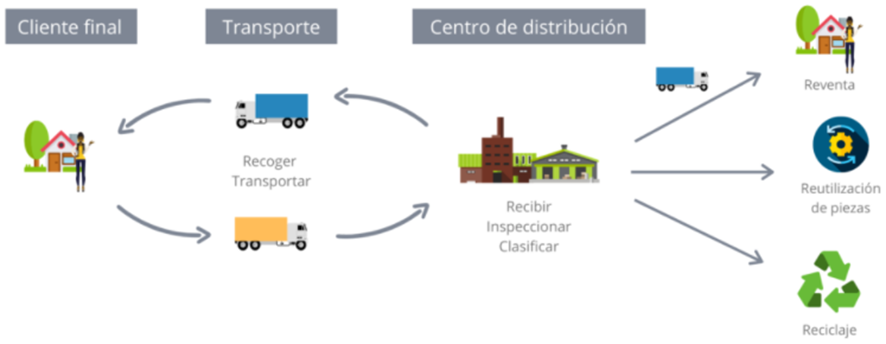 Cliente final
Transporte
Centro de distribución
Recoger
Transportar
Recibir
Inspeccionar
Clasificar
Reventa
Reutilización
de piezas
Reciclaje